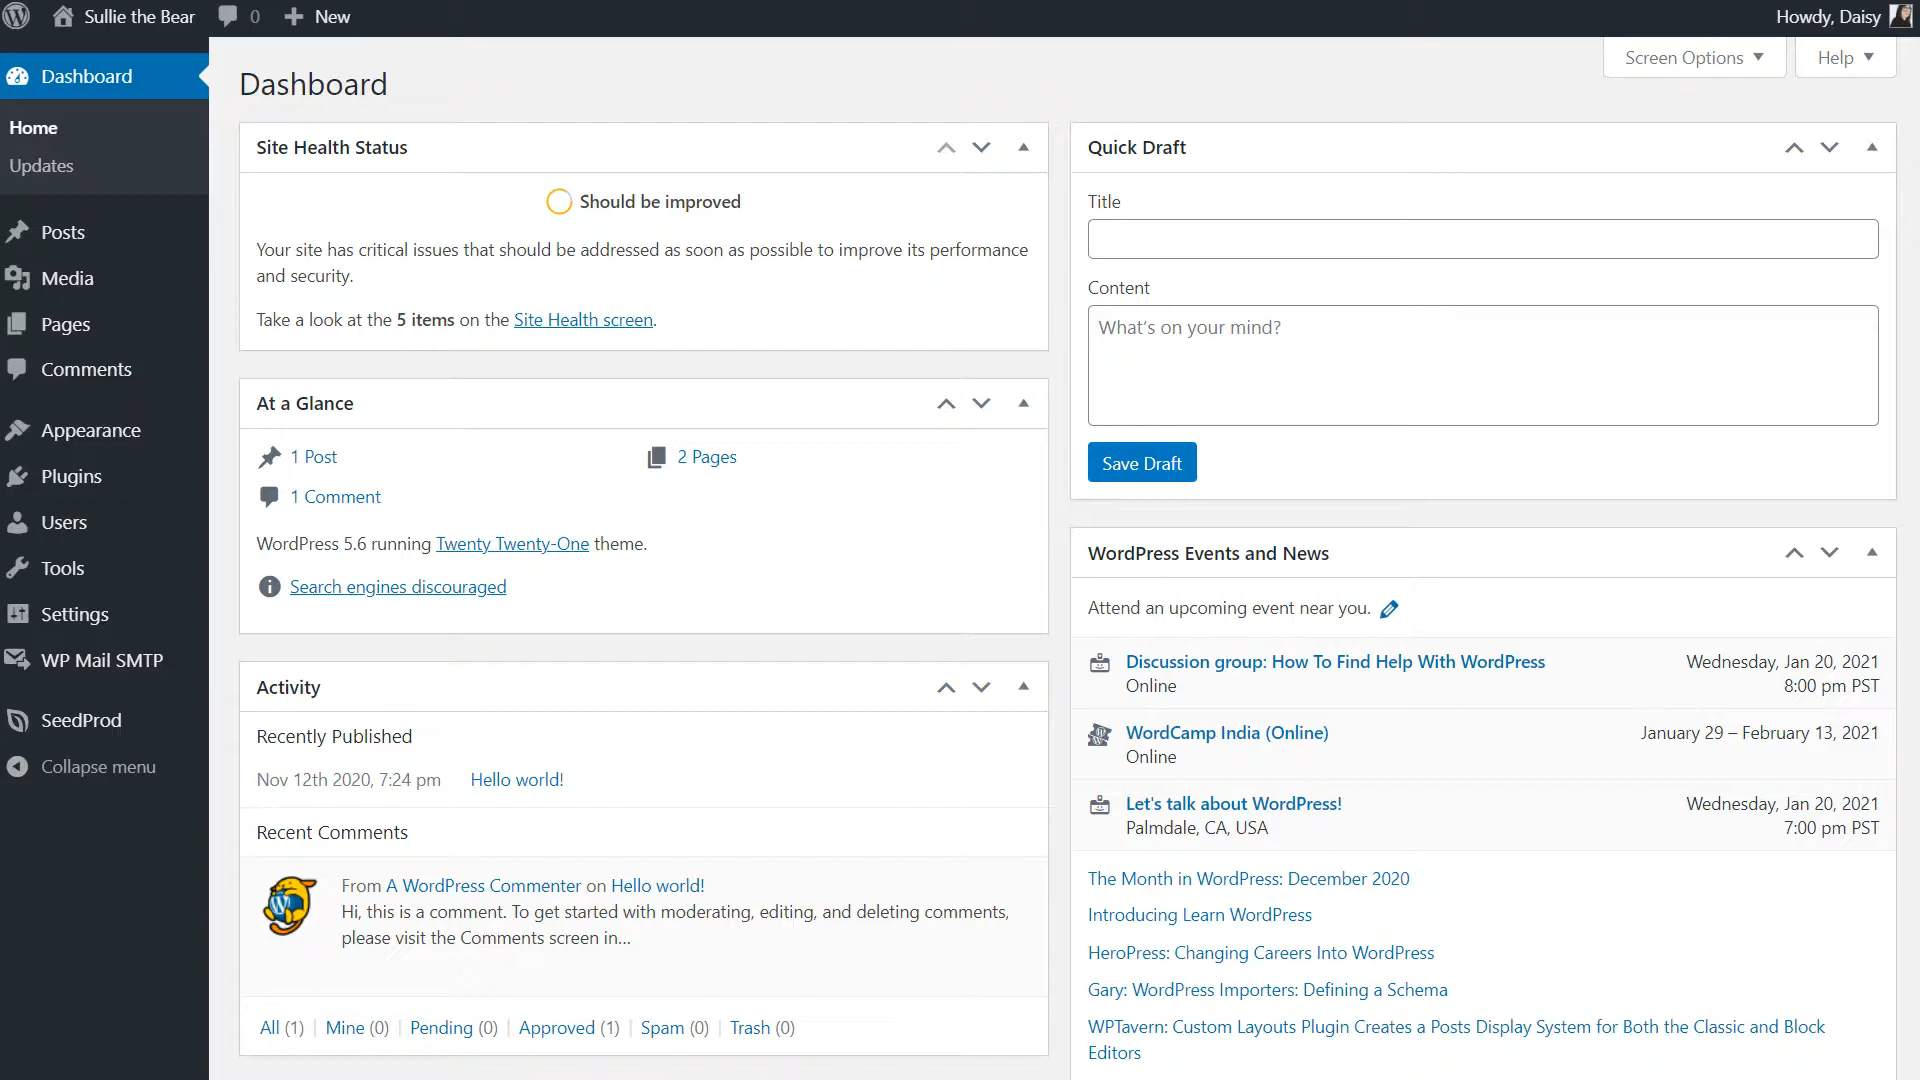 Sullie the Bear 0 New Howdy, Daisy
Screen Options Help
Dashboard
Home
Updates
Posts
Media
Pages
Comments
Appearance
Plugins
Users
Tools
Settings
WP Mail SMTP
SeedProd
Collapse menu
Dashboard
Site Health Status
Should be improved
Your site has critical issues that should be addressed as soon as possible to improve its performance
and security.
Take a look at the 5 items on the Site Health screen.
At a Glance
1 Post 2 Pages
1 Comment
WordPress 5.6 running Twenty Twenty-One theme.
Search engines discouraged
Activity
Recently Published
Nov 12th 2020, 7:24 pm Hello world!
Recent Comments
From A WordPress Commenter on Hello world!
Hi, this is a comment. To get started with moderating, editing, and deleting comments,
please visit the Comments screen in…
All (1) | Mine (0) | Pending (0) | Approved (1) | Spam (0) | Trash (0)
Quick Draft
Title
Content
What's on your mind?
Save Draft
WordPress Events and News
Attend an upcoming event near you.
Discussion group: How To Find Help With WordPress Wednesday, Jan 20, 2021
Online 8:00 pm PST
WordCamp India (Online) January 29 – February 13, 2021
Online
Let's talk about WordPress! Wednesday, Jan 20, 2021
Palmdale, CA, USA 7:00 pm PST
The Month in WordPress: December 2020
Introducing Learn WordPress
HeroPress: Changing Careers Into WordPress
Gary: WordPress Importers: Defining a Schema
WPTavern: Custom Layouts Plugin Creates a Posts Display System for Both the Classic and Block
Editors